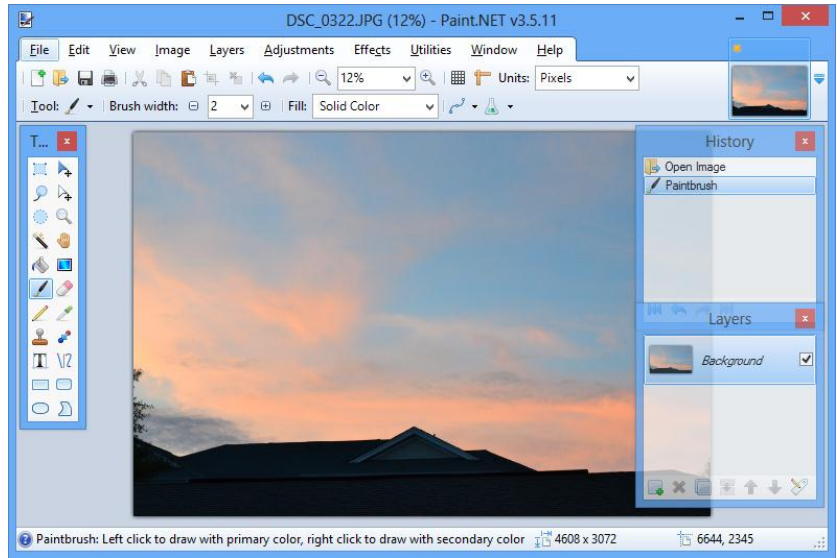 DSC_0322.JPG (12%) - Paint.NET v3.5.11
File Edit View Image Layers Adjustments Effects Utilities Window Help
12% Units: Pixels
Tool: Brush width: 2 Fill: Solid Color
T...
History
Open Image
Paintbrush
Layers
Background
Paintbrush: Left click to draw with primary color, right click to draw with secondary color 4608 x 3072 6644, 2345